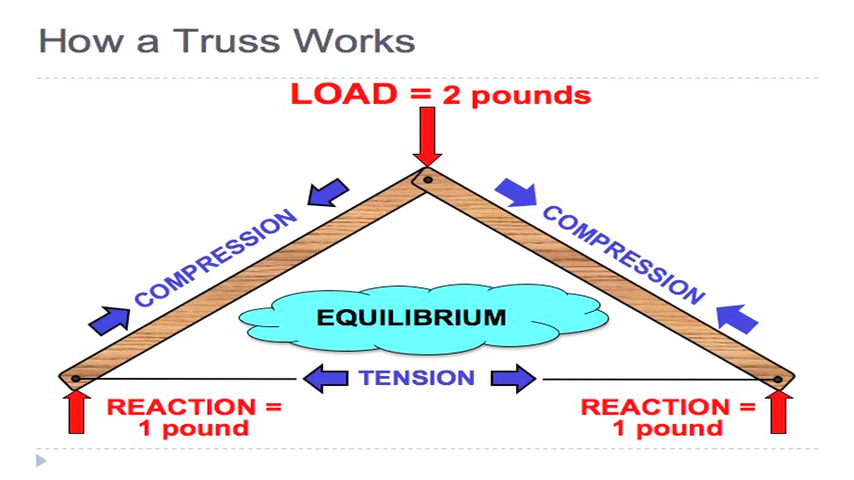 How a Truss Works
LOAD = 2 pounds
COMPRESSION
COMPRESSION
EQUILIBRIUM
TENSION
REACTION =
1 pound
REACTION =
1 pound